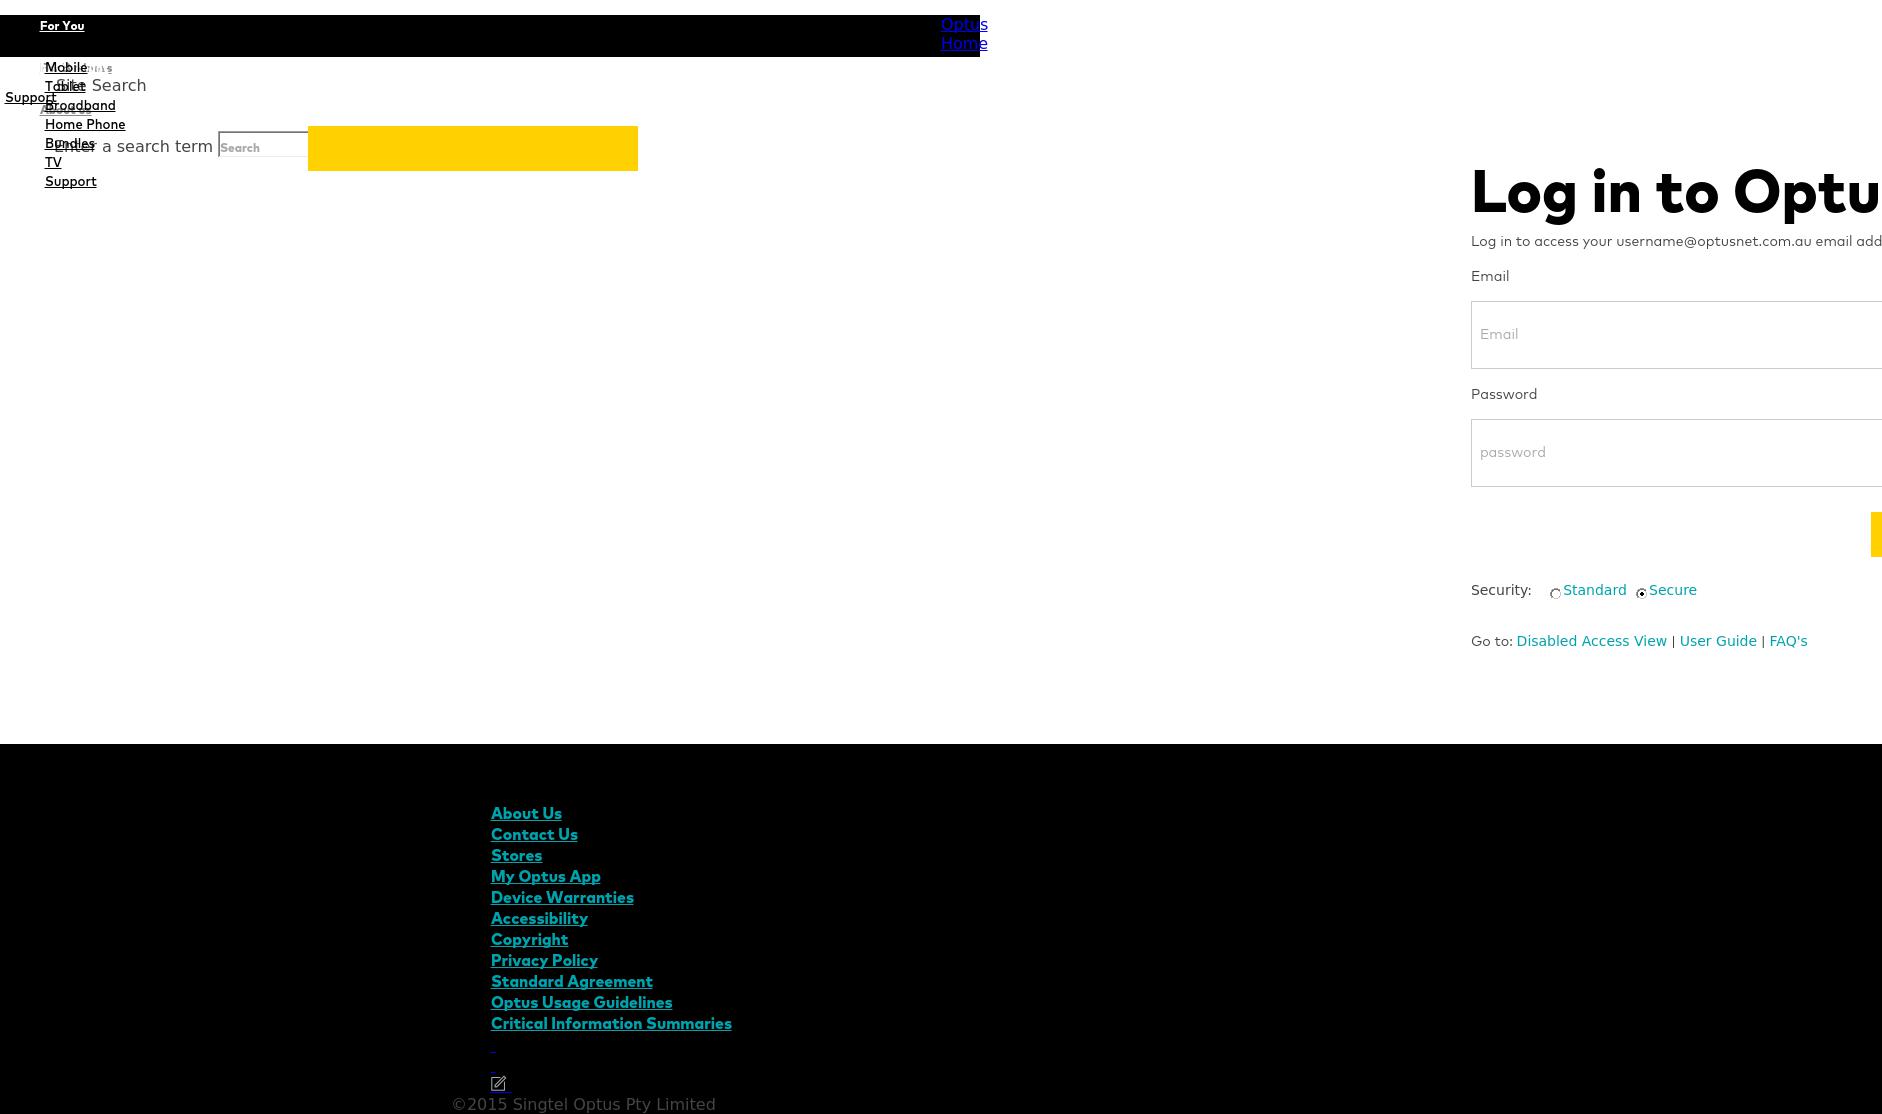 For You
Optus
Home
Mobile
Site Search
Tablet
Support
Broadband
About us
Home Phone
Enter a search term
Search
Bundles
TV
Support
Log in to Optu
Log in to access your username@optusnet.com.au email add
Email
Email
Password
password
Security: Standard Secure
Go to: Disabled Access View | User Guide | FAQ's
About Us
Contact Us
Stores
My Optus App
Device Warranties
Accessibility
Copyright
Privacy Policy
Standard Agreement
Optus Usage Guidelines
Critical Information Summaries
©2015 Singtel Optus Pty Limited